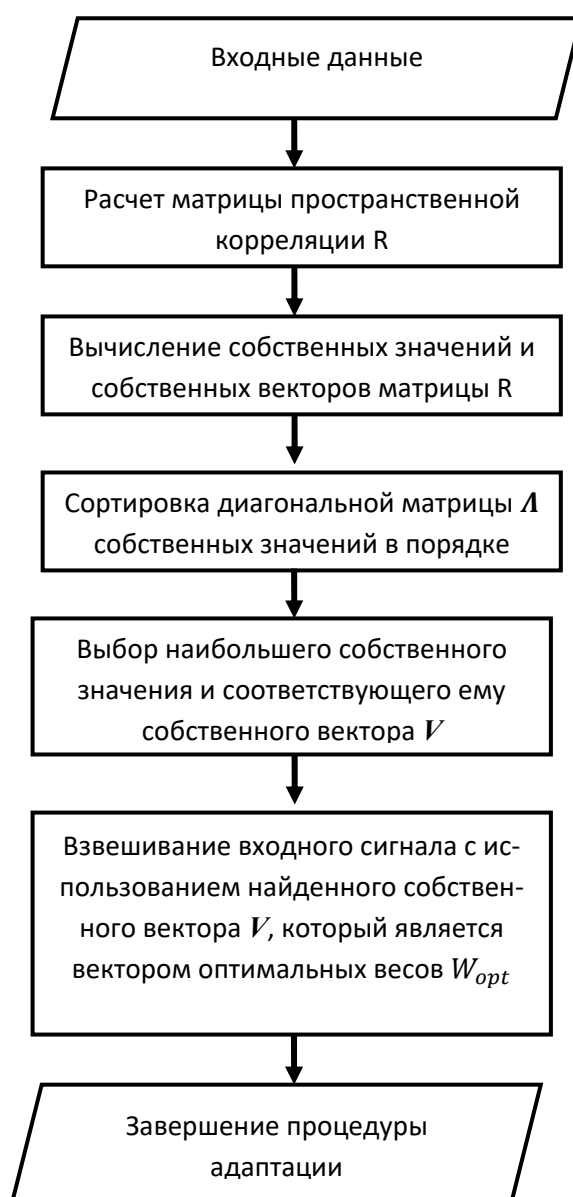 Входные данные
Расчет матрицы пространственной
корреляции R
Вычисление собственных значений и
собственных векторов матрицы R
Сортировка диагональной матрицы Λ
собственных значений в порядке
Выбор наибольшего собственного
значения и соответствующего ему
собственного вектора V
Взвешивание входного сигнала с ис-
пользованием найденного собствен-
ного вектора V, который является
вектором оптимальных весов W_opt
Завершение процедуры
адаптации